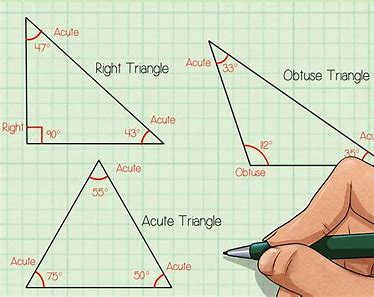 Acute
47°
Right Triangle
Right
90°
43°
Acute
Acute
33°
Obtuse Triangle
112°
Obtuse
35°
Acute
55°
Acute Triangle
Acute
75°
50°
Acute